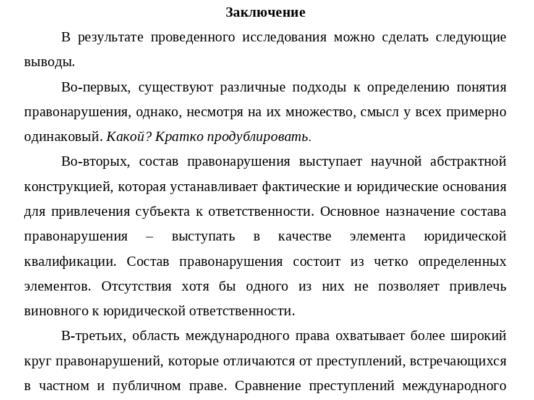 Заключение
В результате проведенного исследования можно сделать следующие
выводы.
Во-первых, существуют различные подходы к определению понятия
правонарушения, однако, несмотря на их множество, смысл у всех примерно
одинаковый. Какой? Кратко продублировать.
Во-вторых, состав правонарушения выступает научной абстрактной
конструкцией, которая устанавливает фактические и юридические основания
для привлечения субъекта к ответственности. Основное назначение состава
правонарушения – выступать в качестве элемента юридической
квалификации. Состав правонарушения состоит из четко определенных
элементов. Отсутствия хотя бы одного из них не позволяет привлечь
виновного к юридической ответственности.
В-третьих, область международного права охватывает более широкий
круг правонарушений, которые отличаются от преступлений, встречающихся
в частном и публичном праве. Сравнение преступлений международного